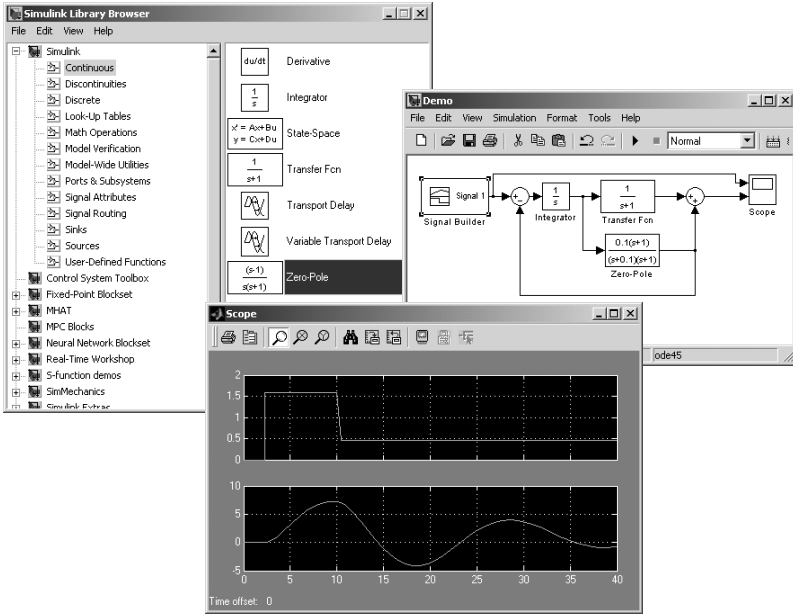 Simulink Library Browser
File Edit View Help
Simulink
Continuous
Discontinuities
Discrete
Look-Up Tables
Math Operations
Model Verification
Model-Wide Utilities
Ports & Subsystems
Signal Attributes
Signal Routing
Sinks
Sources
User-Defined Functions
Control System Toolbox
Fixed-Point Blockset
MHAT
MPC Blocks
Neural Network Blockset
Real-Time Workshop
S-function demos
SimMechanics
Simulink Extras
du/dt Derivative
1
s
Integrator
x' = Ax+Bu
y = Cx+Du
State-Space
1
s+1
Transfer Fcn
Transport Delay
Variable Transport Delay
(s-1)
s(s+1)
Zero-Pole
Demo
File Edit View Simulation Format Tools Help
Normal
Signal 1
Signal Builder
1
s
Integrator
1
s+1
Transfer Fcn
0.1(s+1)
(s+0.1)(s+1)
Zero-Pole
Scope
ode45
Scope
2
1.5
1
0.5
0
10
5
0
-5
0 5 10 15 20 25 30 35 40
Time offset: 0